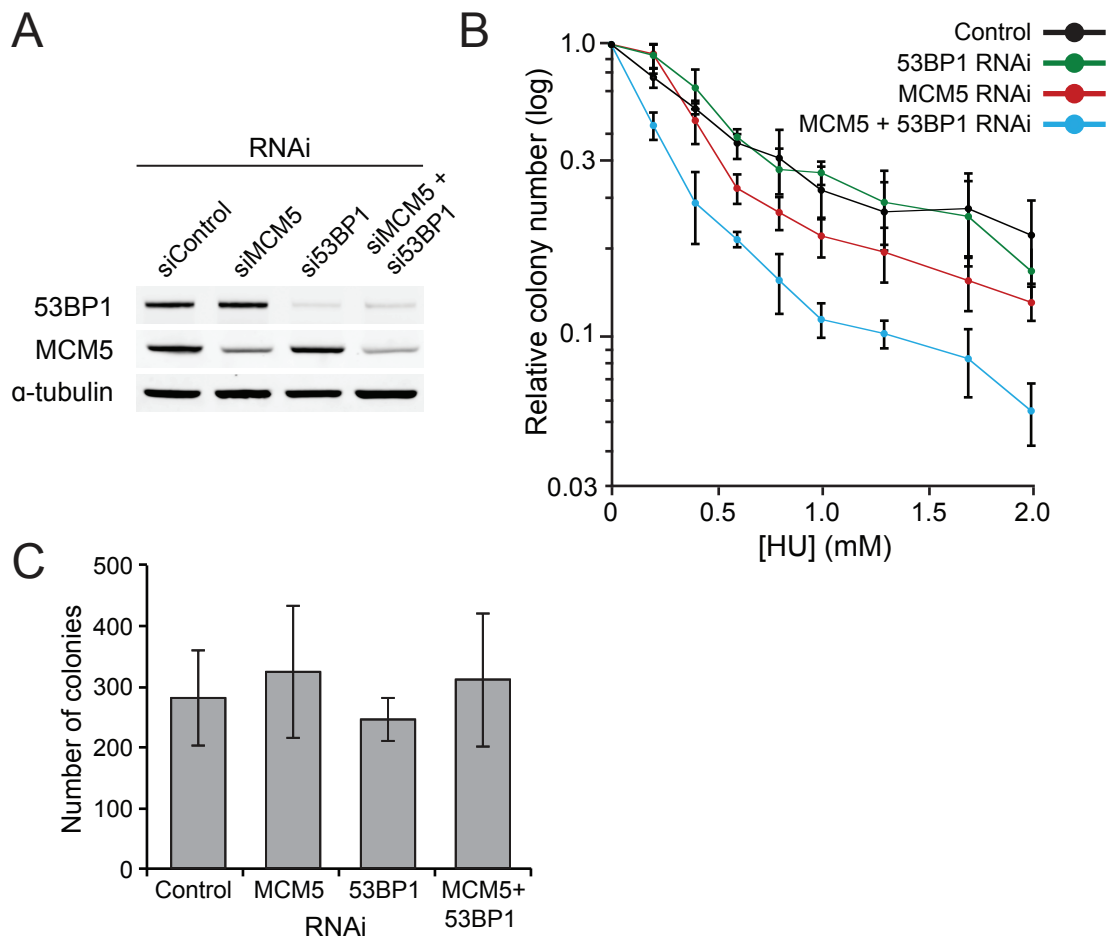 A
RNAi
siControl
siMCM5
si53BP1
siMCM5 +
si53BP1
53BP1
MCM5
α-tubulin
B
Control
53BP1 RNAi
MCM5 RNAi
MCM5 + 53BP1 RNAi
Relative colony number (log)
1.0
0.3
0.1
0.03
0
0.5
1.0
1.5
2.0
[HU] (mM)
C
Number of colonies
500
400
300
200
100
0
Control
MCM5
53BP1
MCM5+
53BP1
RNAi